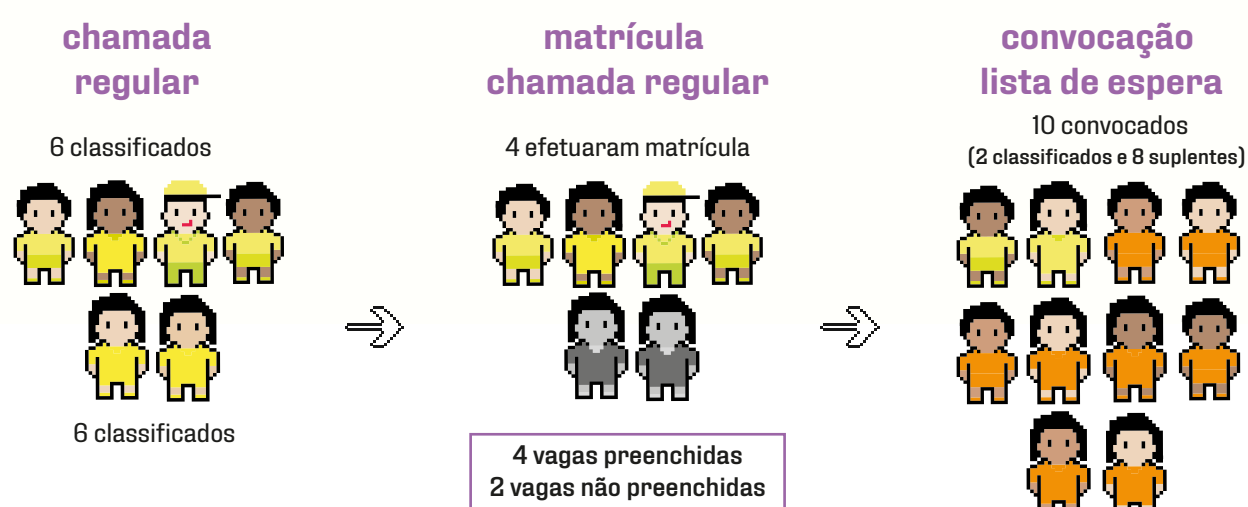 chamada
regular
6 classificados
6 classificados
matrícula
chamada regular
4 efetuaram matrícula
4 vagas preenchidas
2 vagas não preenchidas
convocação
lista de espera
10 convocados
(2 classificados e 8 suplentes)